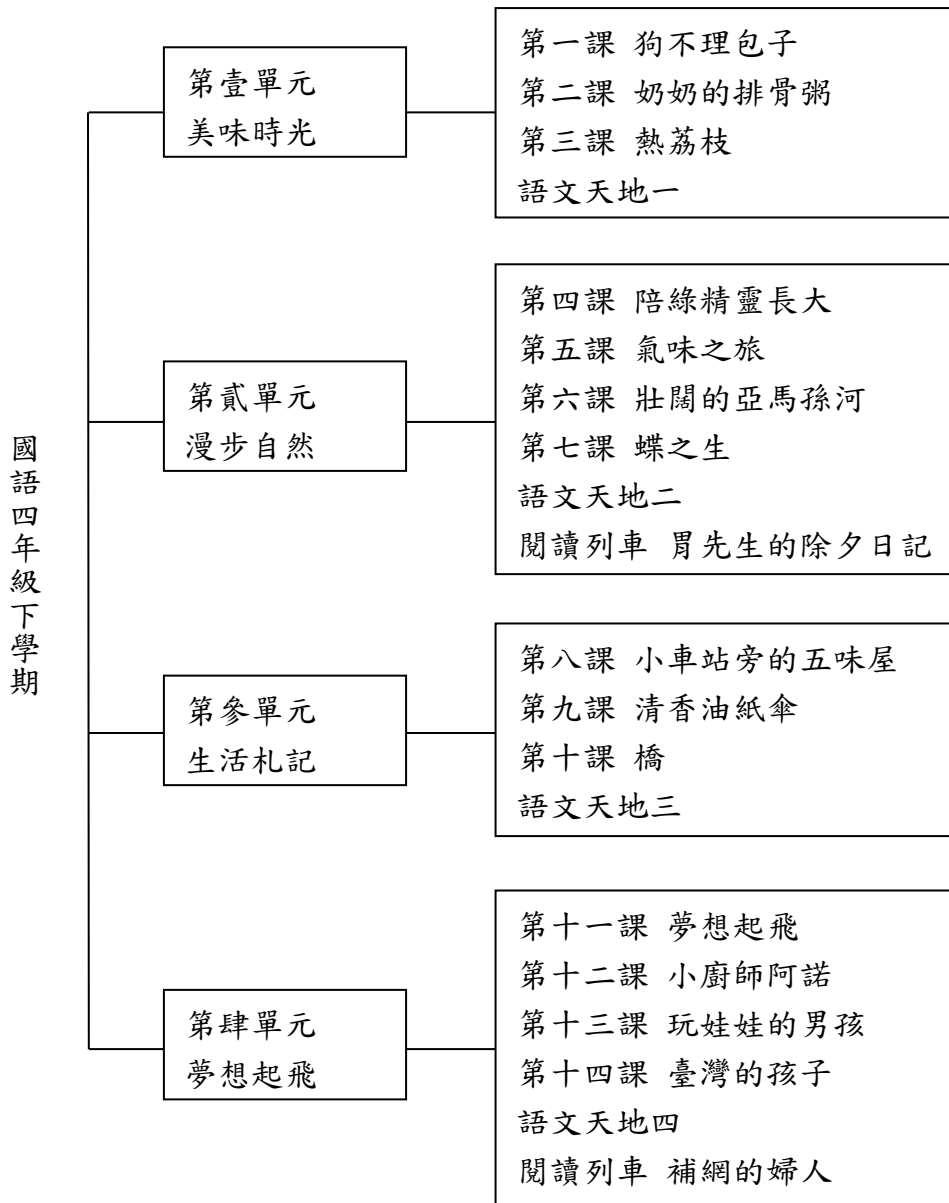 國語四年級下學期
第壹單元
美味時光
第一課 狗不理包子
第二課 奶奶的排骨粥
第三課 熱荔枝
語文天地一
第貳單元
漫步自然
第四課 陪綠精靈長大
第五課 氣味之旅
第六課 壯闊的亞馬孫河
第七課 蝶之生
語文天地二
閱讀列車 胃先生的除夕日記
第參單元
生活札記
第八課 小車站旁的五味屋
第九課 清香油紙傘
第十課 橋
語文天地三
第肆單元
夢想起飛
第十一課 夢想起飛
第十二課 小廚師阿諾
第十三課 玩娃娃的男孩
第十四課 臺灣的孩子
語文天地四
閱讀列車 補網的婦人